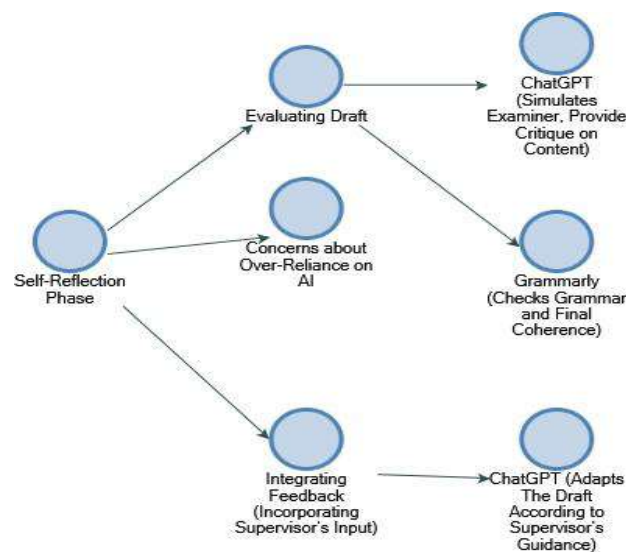 ChatGPT
(Simulates
Examiner, Provide
Critique on
Content)
Evaluating Draft
Concerns about
Over-Reliance on
AI
Self-Reflection
Phase
Grammarly
(Checks Grammar
and Final
Coherence)
Integrating
Feedback
(Incorporating
Supervisor's Input)
ChatGPT (Adapts
The Draft
According to
Supervisor's
Guidance)